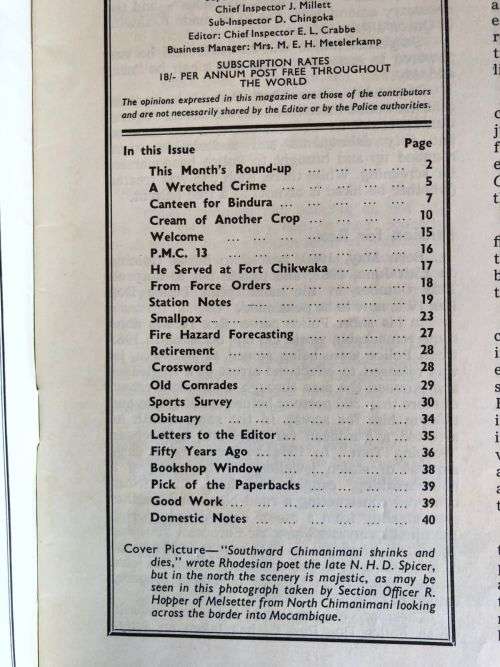 Chief Inspector J. Millett
Sub-Inspector D. Chingoka
Editor: Chief Inspector E. L. Crabbe
Business Manager: Mrs. M. E. H. Metelerkamp
SUBSCRIPTION RATES
18/- PER ANNUM POST FREE THROUGHOUT
THE WORLD
The opinions expressed in this magazine are those of the contributors
and are not necessarily shared by the Editor or by the Police authorities.
In this Issue Page
This Month's Round-up ... ... ... ... 2
A Wretched Crime ... ... ... ... 5
Canteen for Bindura ... ... ... ... 7
Cream of Another Crop ... ... ... ... 10
Welcome ... ... ... ... ... ... 15
P.M.C. 13 ... ... ... ... ... ... 16
He Served at Fort Chikwaka ... ... ... 17
From Force Orders ... ... ... ... 18
Station Notes ... ... ... ... ... 19
Smallpox ... ... ... ... ... ... 23
Fire Hazard Forecasting ... ... ... 27
Retirement ... ... ... ... ... 28
Crossword ... ... ... ... ... 28
Old Comrades ... ... ... ... ... 29
Sports Survey ... ... ... ... ... 30
Obituary ... ... ... ... ... ... 34
Letters to the Editor ... ... ... ... 35
Fifty Years Ago ... ... ... ... ... 36
Bookshop Window ... ... ... ... 38
Pick of the Paperbacks ... ... ... ... 39
Good Work ... ... ... ... ... 39
Domestic Notes ... ... ... ... ... 40
Cover Picture—"Southward Chimanimani shrinks and
dies," wrote Rhodesian poet the late N. H. D. Spicer,
but in the north the scenery is majestic, as may be
seen in this photograph taken by Section Officer R.
Hopper of Melsetter from North Chimanimani looking
across the border into Mocambique.